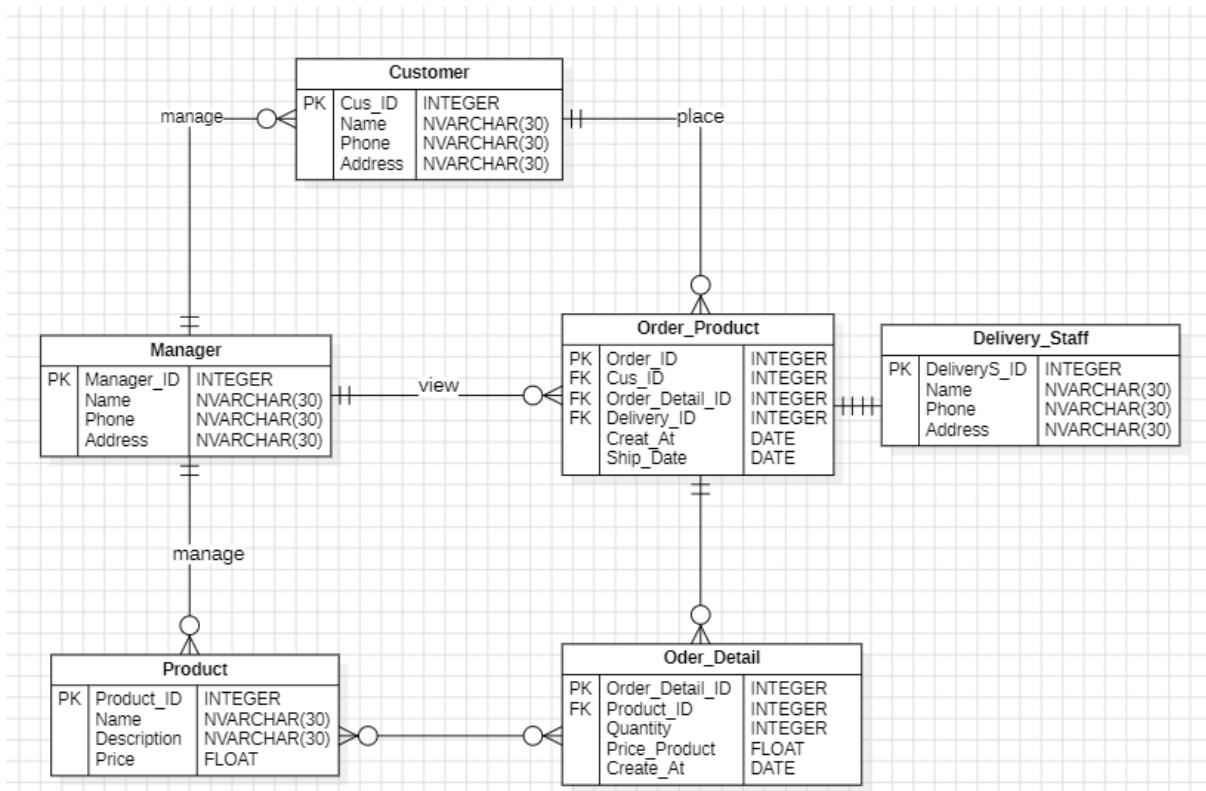 Customer
PK Cus_ID INTEGER
Name NVARCHAR(30)
Phone NVARCHAR(30)
Address NVARCHAR(30)
manage
place
Manager
PK Manager_ID INTEGER
Name NVARCHAR(30)
Phone NVARCHAR(30)
Address NVARCHAR(30)
view
Order_Product
PK Order_ID INTEGER
FK Cus_ID INTEGER
FK Order_Detail_ID INTEGER
FK Delivery_ID INTEGER
Creat_At DATE
Ship_Date DATE
Delivery_Staff
PK DeliveryS_ID INTEGER
Name NVARCHAR(30)
Phone NVARCHAR(30)
Address NVARCHAR(30)
manage
Product
PK Product_ID INTEGER
Name NVARCHAR(30)
Description NVARCHAR(30)
Price FLOAT
Oder_Detail
PK Order_Detail_ID INTEGER
FK Product_ID INTEGER
Quantity INTEGER
Price_Product FLOAT
Create_At DATE